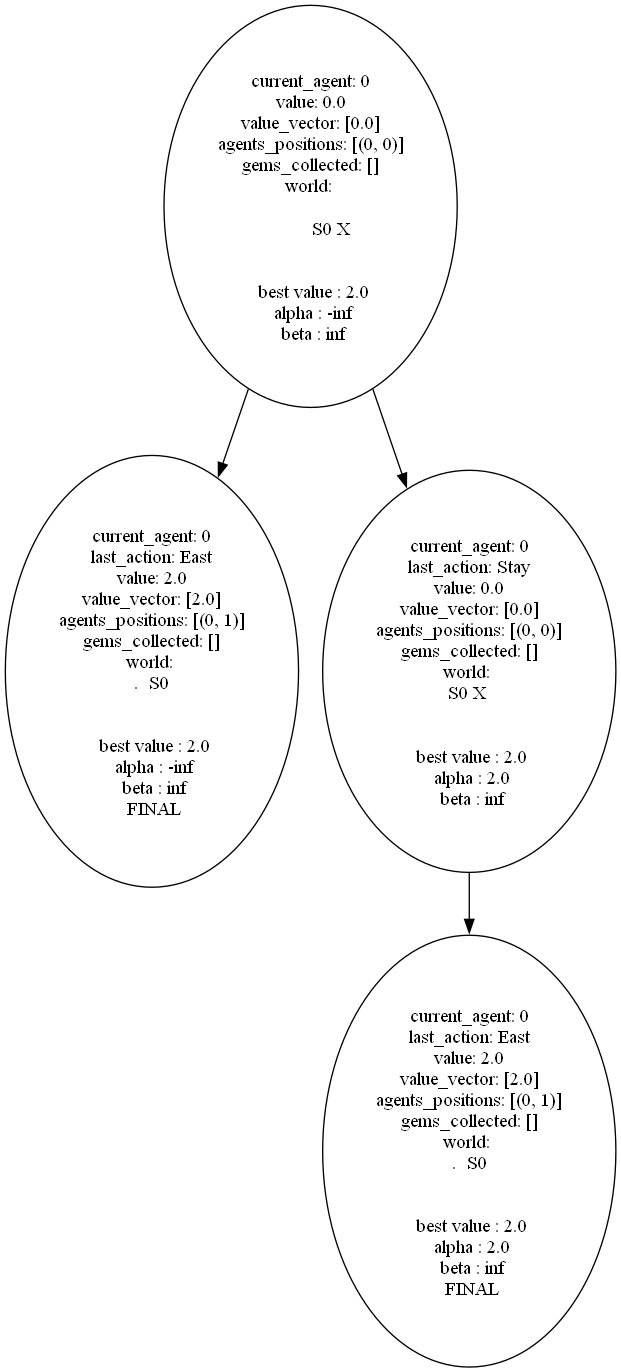 current_agent: 0
value: 0.0
value_vector: [0.0]
agents_positions: [(0, 0)]
gems_collected: []
world:
S0 X
best value : 2.0
alpha : -inf
beta : inf
current_agent: 0
last_action: East
value: 2.0
value_vector: [2.0]
agents_positions: [(0, 1)]
gems_collected: []
world:
. S0
best value : 2.0
alpha : -inf
beta : inf
FINAL
current_agent: 0
last_action: Stay
value: 0.0
value_vector: [0.0]
agents_positions: [(0, 0)]
gems_collected: []
world:
S0 X
best value : 2.0
alpha : 2.0
beta : inf
current_agent: 0
last_action: East
value: 2.0
value_vector: [2.0]
agents_positions: [(0, 1)]
gems_collected: []
world:
. S0
best value : 2.0
alpha : 2.0
beta : inf
FINAL